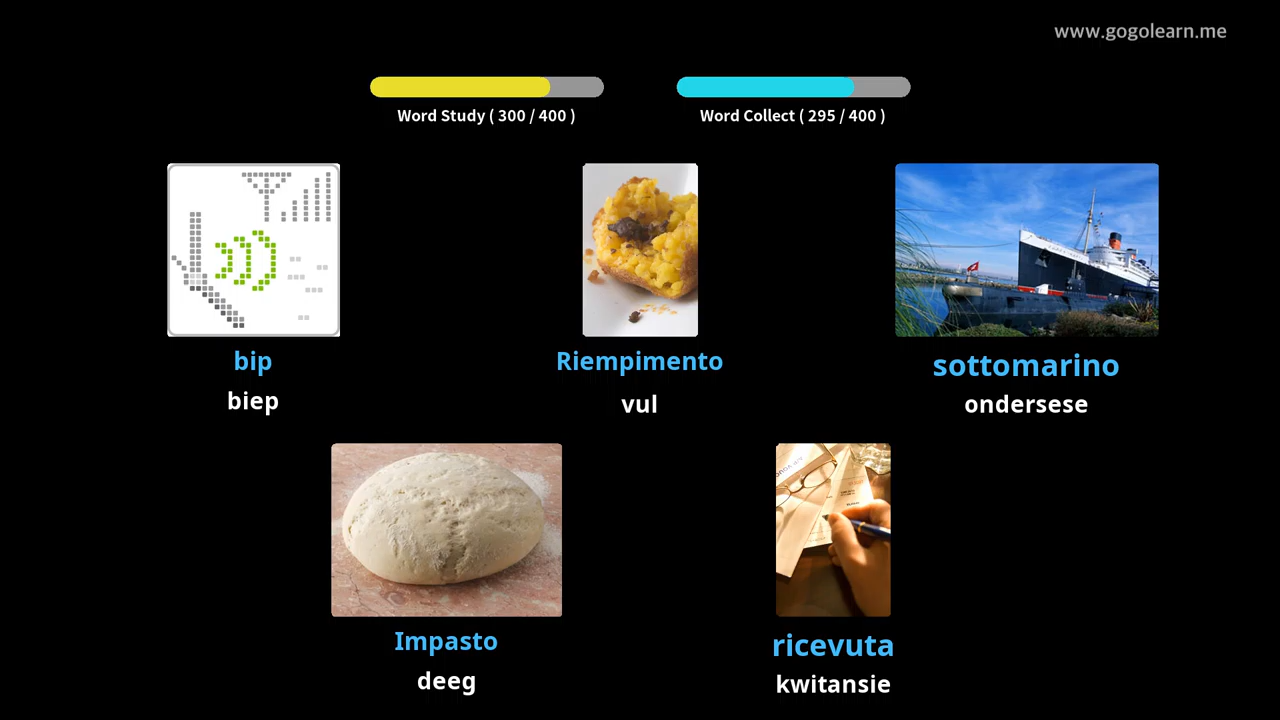 www.gogolearn.me
Word Study ( 300 / 400 )
Word Collect ( 295 / 400 )
bip
biep
Riempimento
vul
sottomarino
ondersese
Impasto
deeg
ricevuta
kwitansie